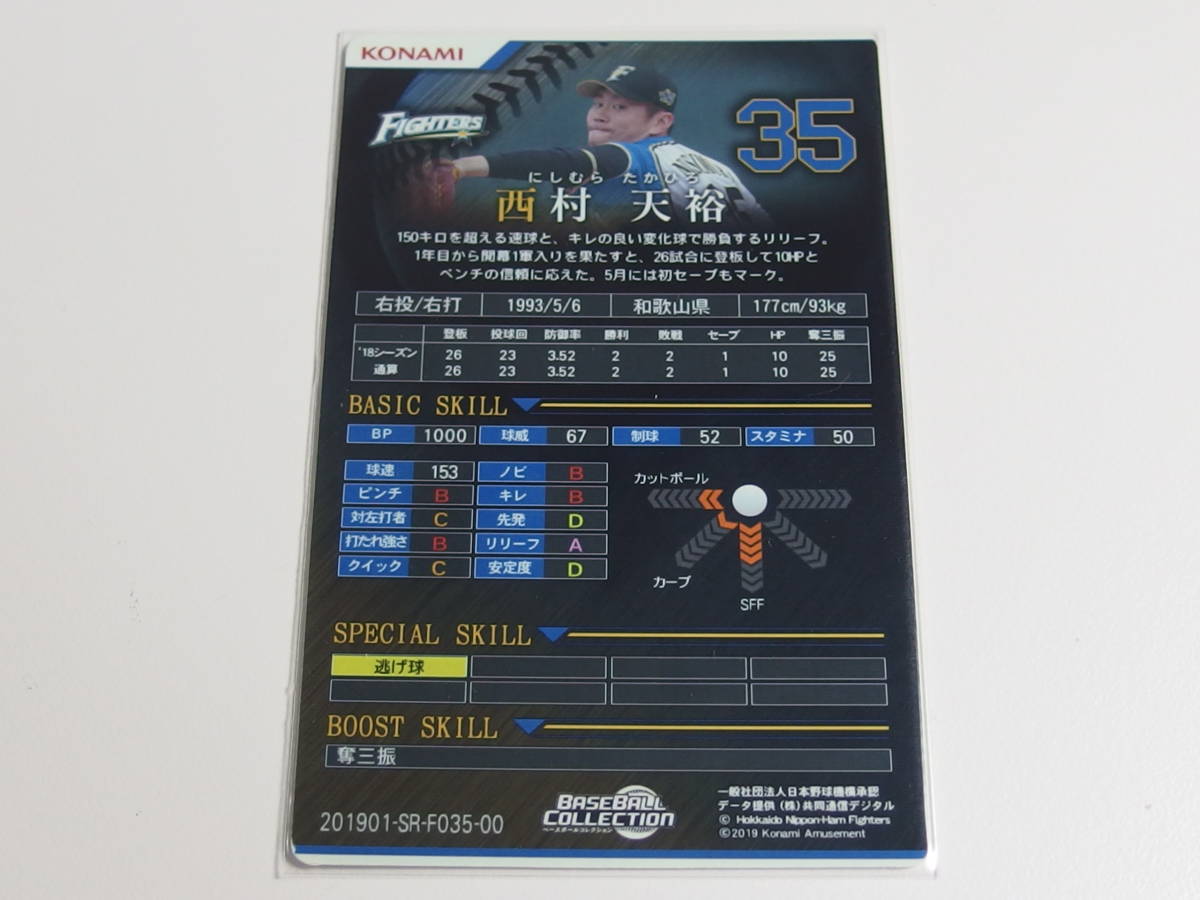 KONAMI
FIGHTERS
35
にしむら たかひろ
西村 天裕
150キロを超える速球と、キレの良い変化球で勝負するリリーフ。
1年目から開幕1軍入りを果たすと、26試合に登板して10HPと
ベンチの信頼に応えた。5月には初セーブもマーク。
右投/右打 1993/5/6 和歌山県 177cm/93kg
登板 投球回 防御率 勝利 敗戦 セーブ HP 奪三振
'18シーズン 26 23 3.52 2 2 1 10 25
通算 26 23 3.52 2 2 1 10 25
BASIC SKILL
BP 1000 球威 67 制球 52 スタミナ 50
球速 153 ノビ B
ピンチ B キレ B
対左打者 C 先発 D
打たれ強さ B リリーフ A
クイック C 安定度 D
カットボール
カーブ
SFF
SPECIAL SKILL
逃げ球
BOOST SKILL
奪三振
201901-SR-F035-00
BASEBALL
COLLECTION
ベースボールコレクション
一般社団法人日本野球機構承認
データ提供（株）共同通信デジタル
© Hokkaido Nippon-Ham Fighters
©2019 Konami Amusement